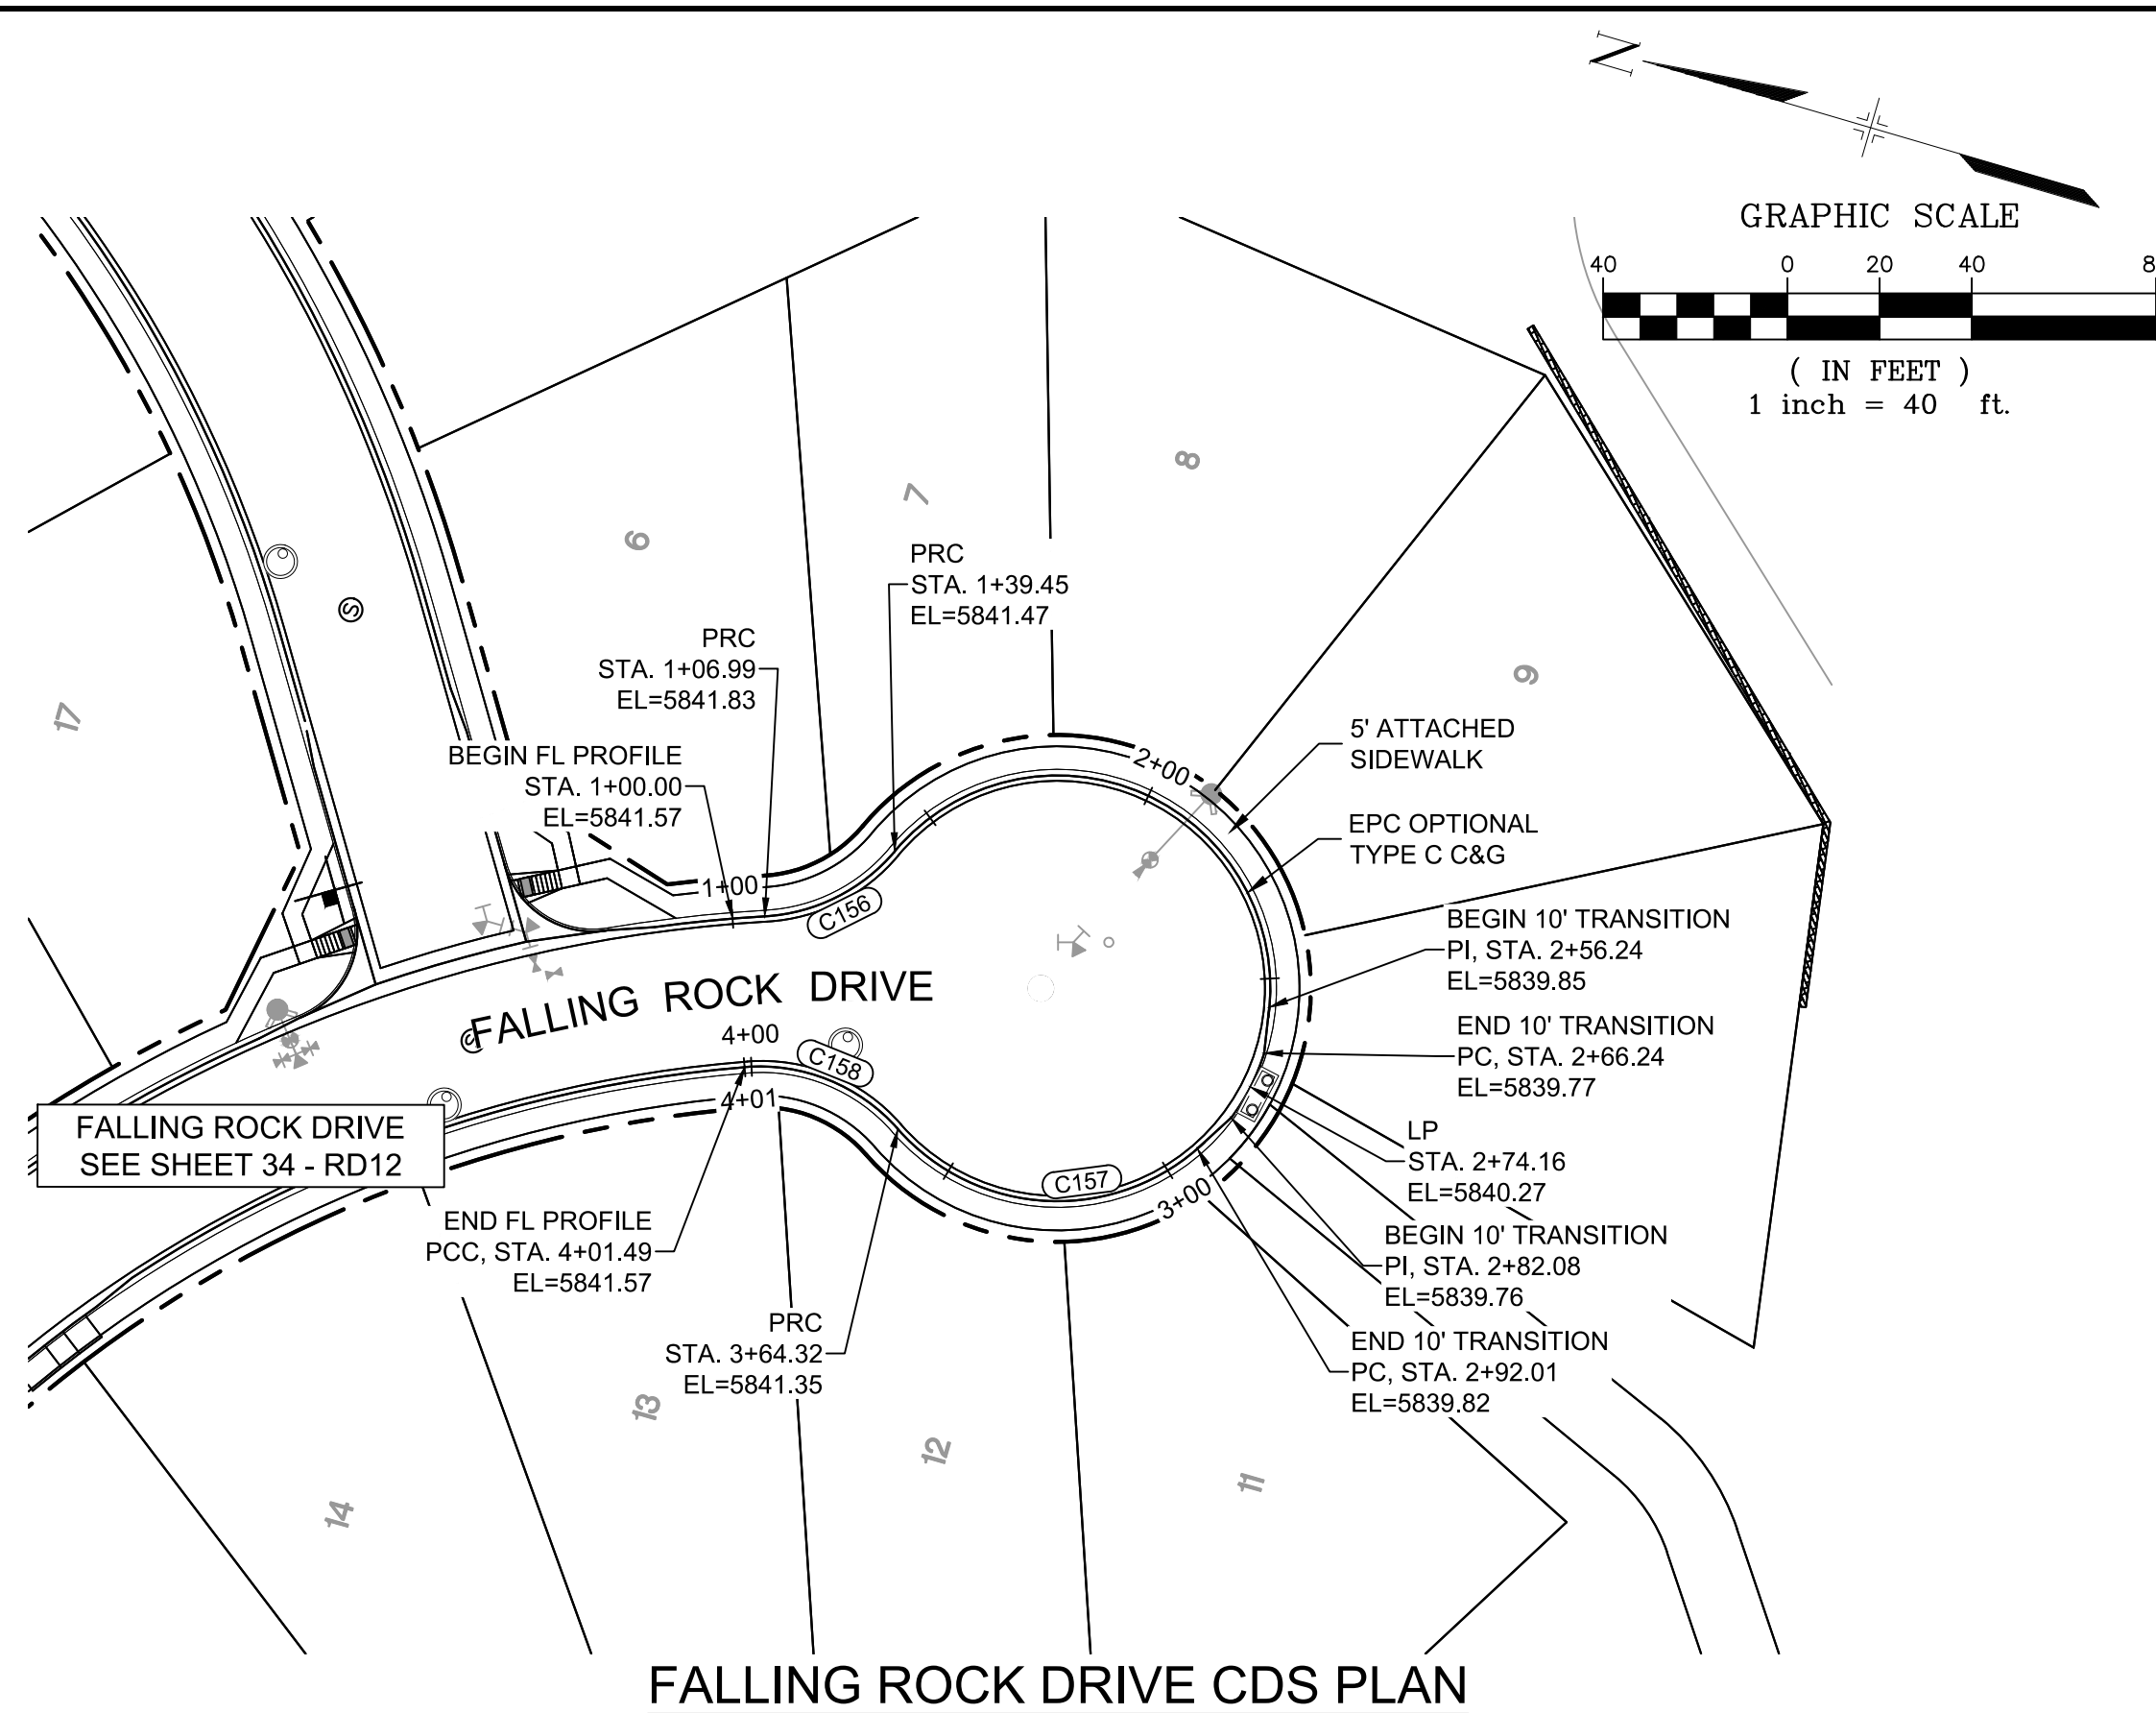 N
GRAPHIC SCALE
40 0 20 40
( IN FEET )
1 inch = 40 ft.
8
7
6
9
17
PRC
STA. 1+39.45
EL=5841.47
PRC
STA. 1+06.99
EL=5841.83
BEGIN FL PROFILE
STA. 1+00.00
EL=5841.57
5' ATTACHED
SIDEWALK
2+00
EPC OPTIONAL
TYPE C C&G
1+00
C156
BEGIN 10' TRANSITION
PI, STA. 2+56.24
EL=5839.85
FALLING ROCK DRIVE
S
S
4+00
C158
4+01
END 10' TRANSITION
PC, STA. 2+66.24
EL=5839.77
FALLING ROCK DRIVE
SEE SHEET 34 - RD12
LP
STA. 2+74.16
EL=5840.27
C157
3+00
END FL PROFILE
PCC, STA. 4+01.49
EL=5841.57
BEGIN 10' TRANSITION
PI, STA. 2+82.08
EL=5839.76
PRC
STA. 3+64.32
EL=5841.35
END 10' TRANSITION
PC, STA. 2+92.01
EL=5839.82
13
12
11
14
FALLING ROCK DRIVE CDS PLAN